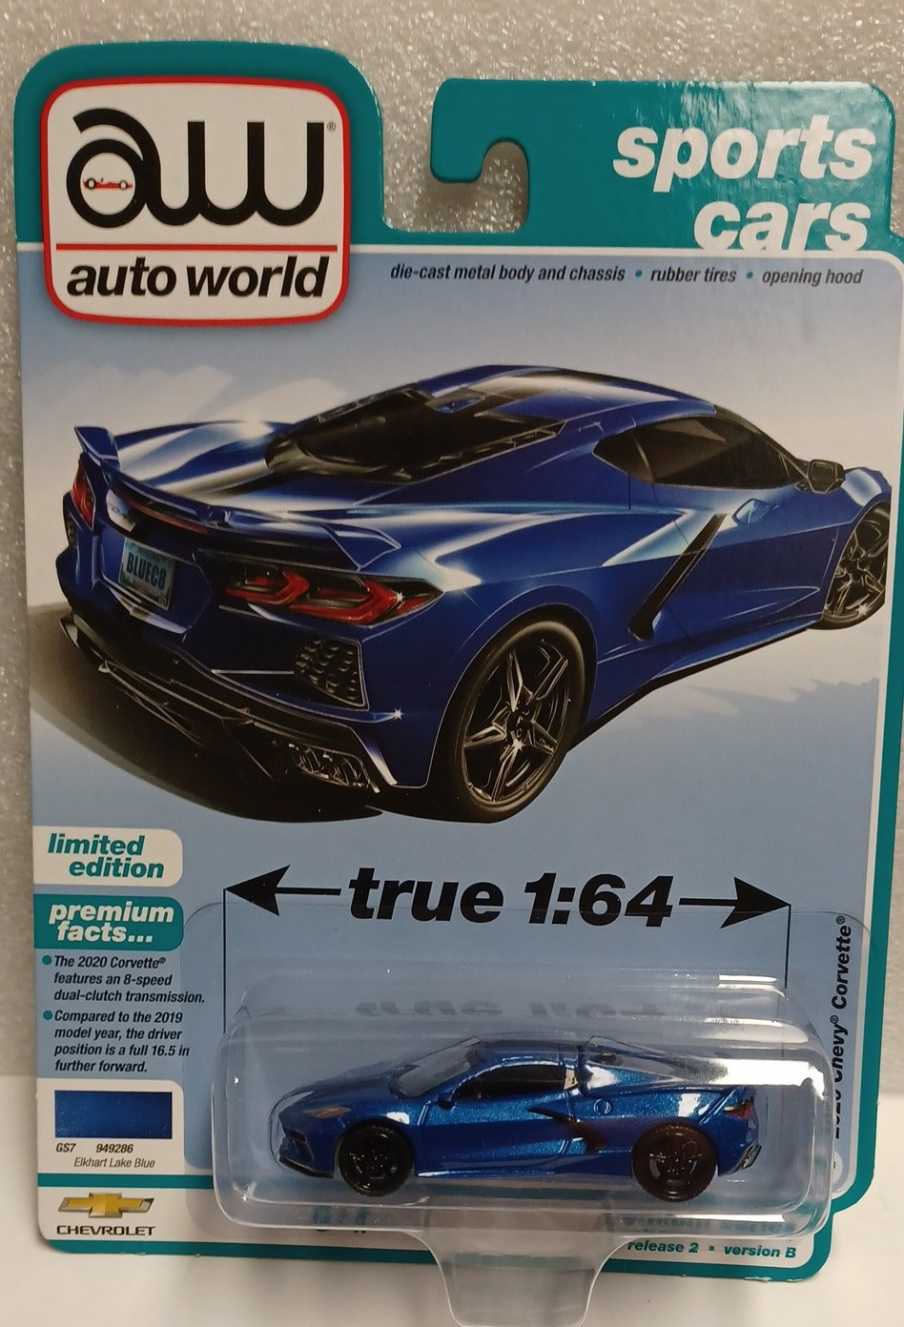 aw®
auto world
sports
cars
die-cast metal body and chassis • rubber tires • opening hood
BLUEC8
limited
edition
true 1:64
premium
facts...
• The 2020 Corvette®
features an 8-speed
dual-clutch transmission.
• Compared to the 2019
model year, the driver
position is a full 16.5 in
further forward.
Chevy® Corvette®
GS7 949286
Elkhart Lake Blue
CHEVROLET
release 2 • version B